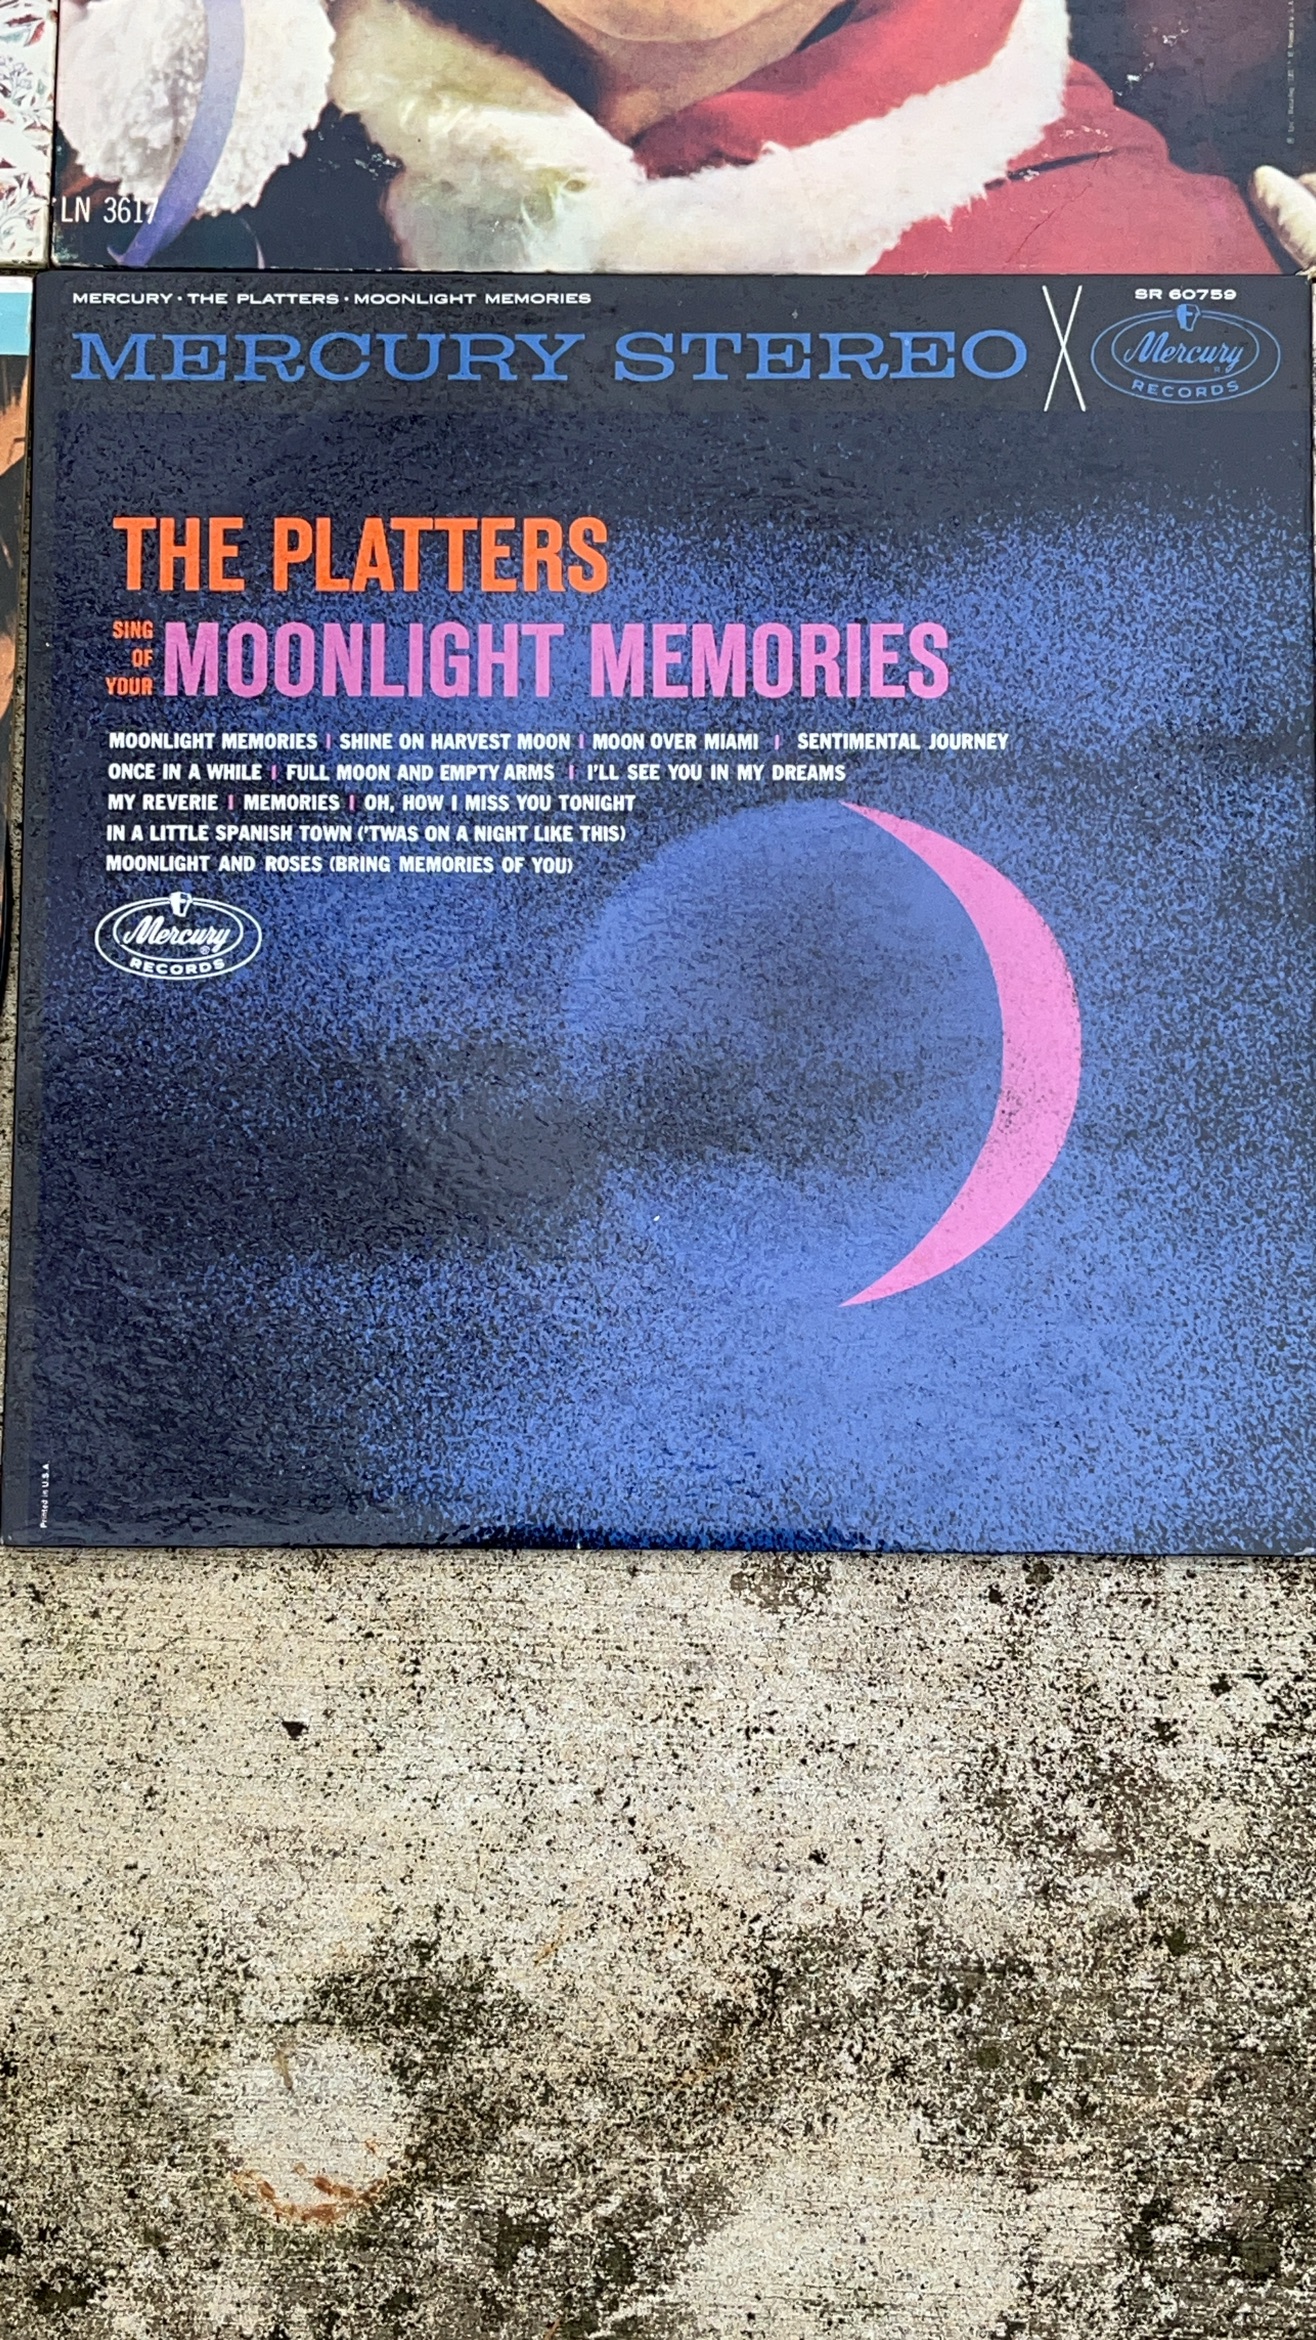 LN 3617
MERCURY • THE PLATTERS • MOONLIGHT MEMORIES
SR 60759
MERCURY STEREO
Mercury
RECORDS
THE PLATTERS
SING OF YOUR MOONLIGHT MEMORIES
MOONLIGHT MEMORIES | SHINE ON HARVEST MOON | MOON OVER MIAMI | SENTIMENTAL JOURNEY
ONCE IN A WHILE | FULL MOON AND EMPTY ARMS | I'LL SEE YOU IN MY DREAMS
MY REVERIE | MEMORIES | OH, HOW I MISS YOU TONIGHT
IN A LITTLE SPANISH TOWN ('TWAS ON A NIGHT LIKE THIS)
MOONLIGHT AND ROSES (BRING MEMORIES OF YOU)
Mercury
RECORDS
Printed in U.S.A